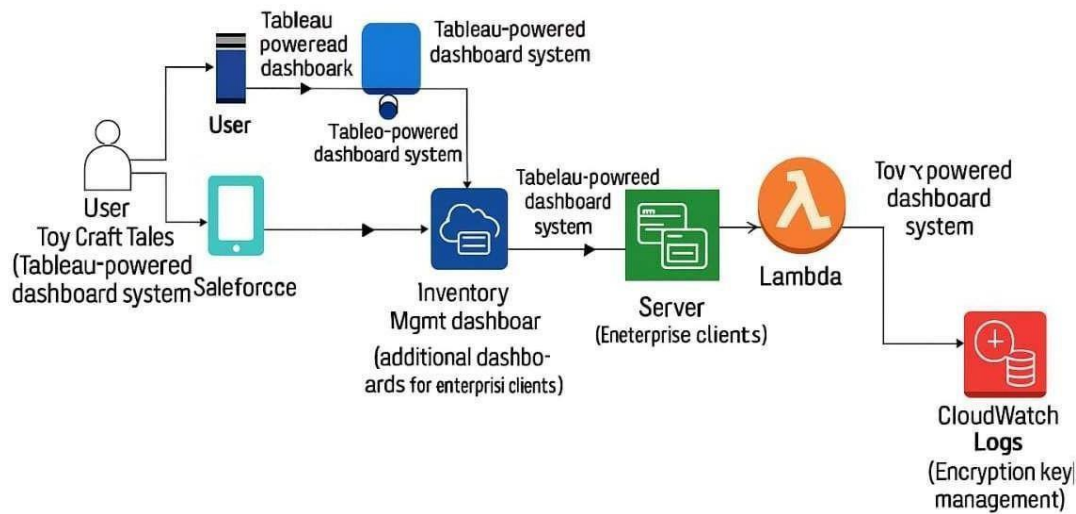 Tableau
poweread
dashboark
Tableau-powered
dashboard system
User
Tableo-powered
dashboard system
User
Toy Craft Tales
(Tableau-powered
dashboard system
Saleforcce
Tabelau-powreed
dashboard
system
Inventory
Mgmt dashboar
(additional dashbo-
ards for enterprisi clients)
Server
(Eneterprise clients)
Lambda
powered
dashboard
system
CloudWatch
Logs
(Encryption key
management)